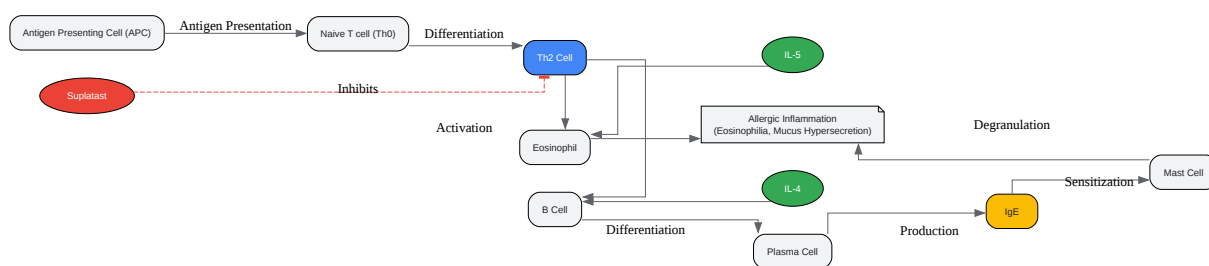 Antigen Presenting Cell (APC)
Antigen Presentation
Naive T cell (Th0)
Differentiation
Th2 Cell
IL-5
Suplatast
Inhibits
Activation
Eosinophil
Allergic Inflammation
(Eosinophilia, Mucus Hypersecretion)
Degranulation
Mast Cell
Sensitization
IL-4
B Cell
Differentiation
Plasma Cell
Production
IgE